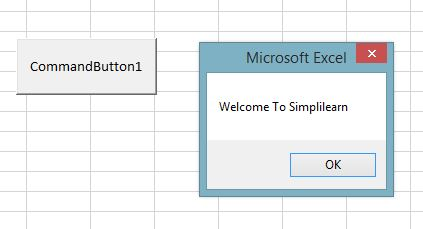 CommandButton1
Microsoft Excel
Welcome To Simplilearn
OK